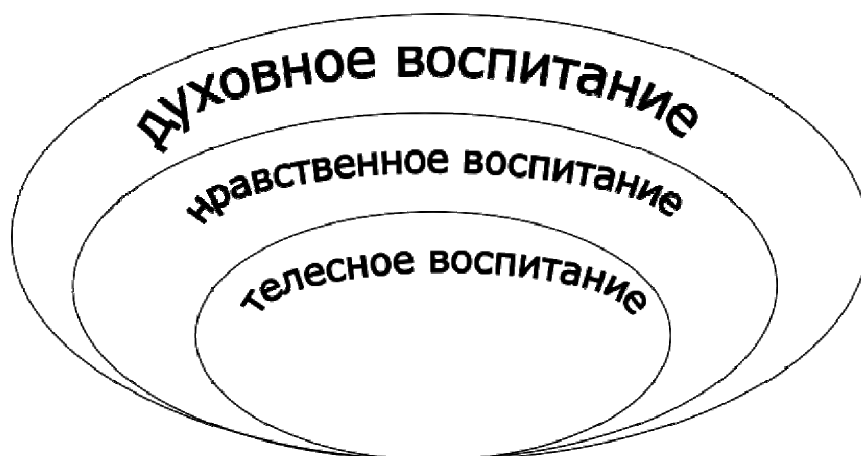 духовное воспитание
нравственное воспитание
телесное воспитание